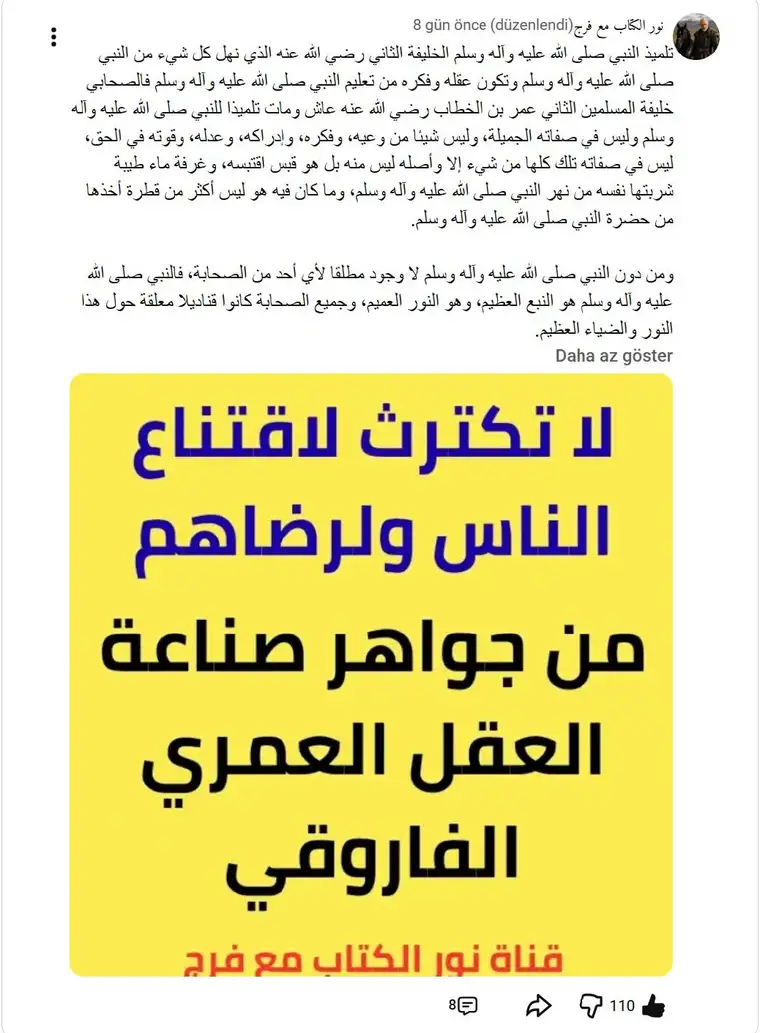 نور الكتاب مع فرج 8 gün önce (düzenlendi)
تلميذ النبي صلى الله عليه وآله وسلم الخليفة الثاني رضي الله عنه الذي نهل كل شيء من النبي
صلى الله عليه وآله وسلم وتكون عقله وفكره من تعليم النبي صلى الله عليه وآله وسلم فالصحابي
خليفة المسلمين الثاني عمر بن الخطاب رضي الله عنه عاش ومات تلميذا للنبي صلى الله عليه وآله
وسلم وليس في صفاته الجميلة، وليس شيئا من وعيه، وفكره، وإدراكه، وعدله، وقوته في الحق،
ليس في صفاته تلك كلها من شيء إلا وأصله ليس منه بل هو قبس اقتبسه، وغرفة ماء طيبة
شربتها نفسه من نهر النبي صلى الله عليه وآله وسلم، وما كان فيه هو ليس أكثر من قطرة أخذها
من حضرة النبي صلى الله عليه وآله وسلم.
ومن دون النبي صلى الله عليه وآله وسلم لا وجود مطلقا لأي أحد من الصحابة، فالنبي صلى الله
عليه وآله وسلم هو النبع العظيم، وهو النور العميم، وجميع الصحابة كانوا قناديلا معلقة حول هذا
النور والضياء العظيم.
Daha az göster
لا تكترث لاقتناع
الناس ولرضاهم
من جواهر صناعة
العقل العمري
الفاروقي
قناة نور الكتاب مع فرج
110 8